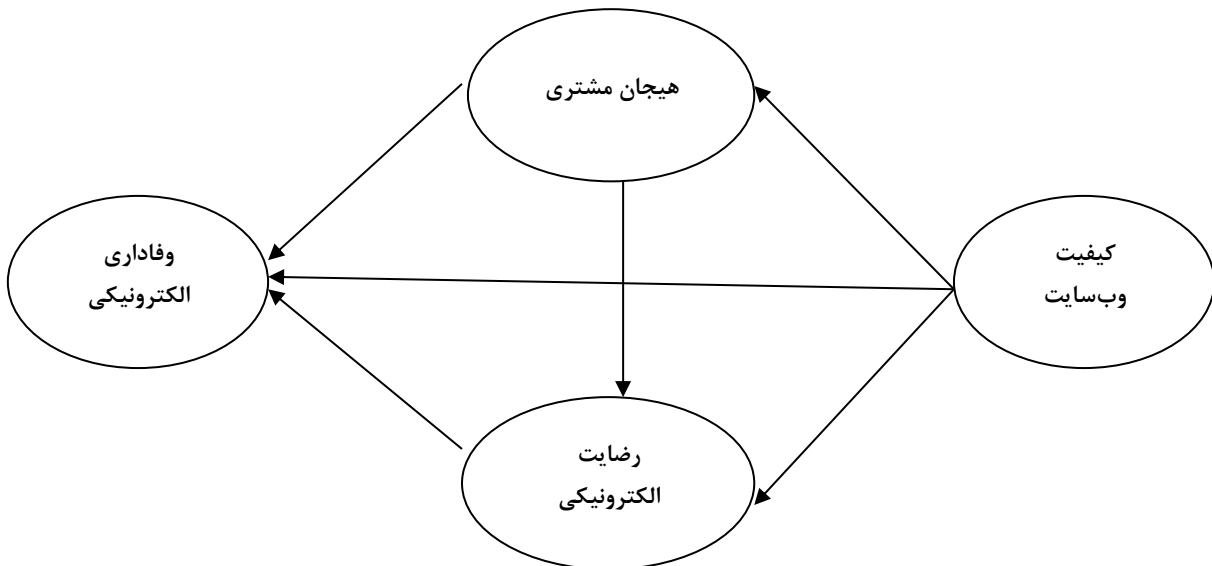 هیجان مشتری
کیفیت
وب‌سایت
وفاداری
الکترونیکی
رضایت
الکترونیکی